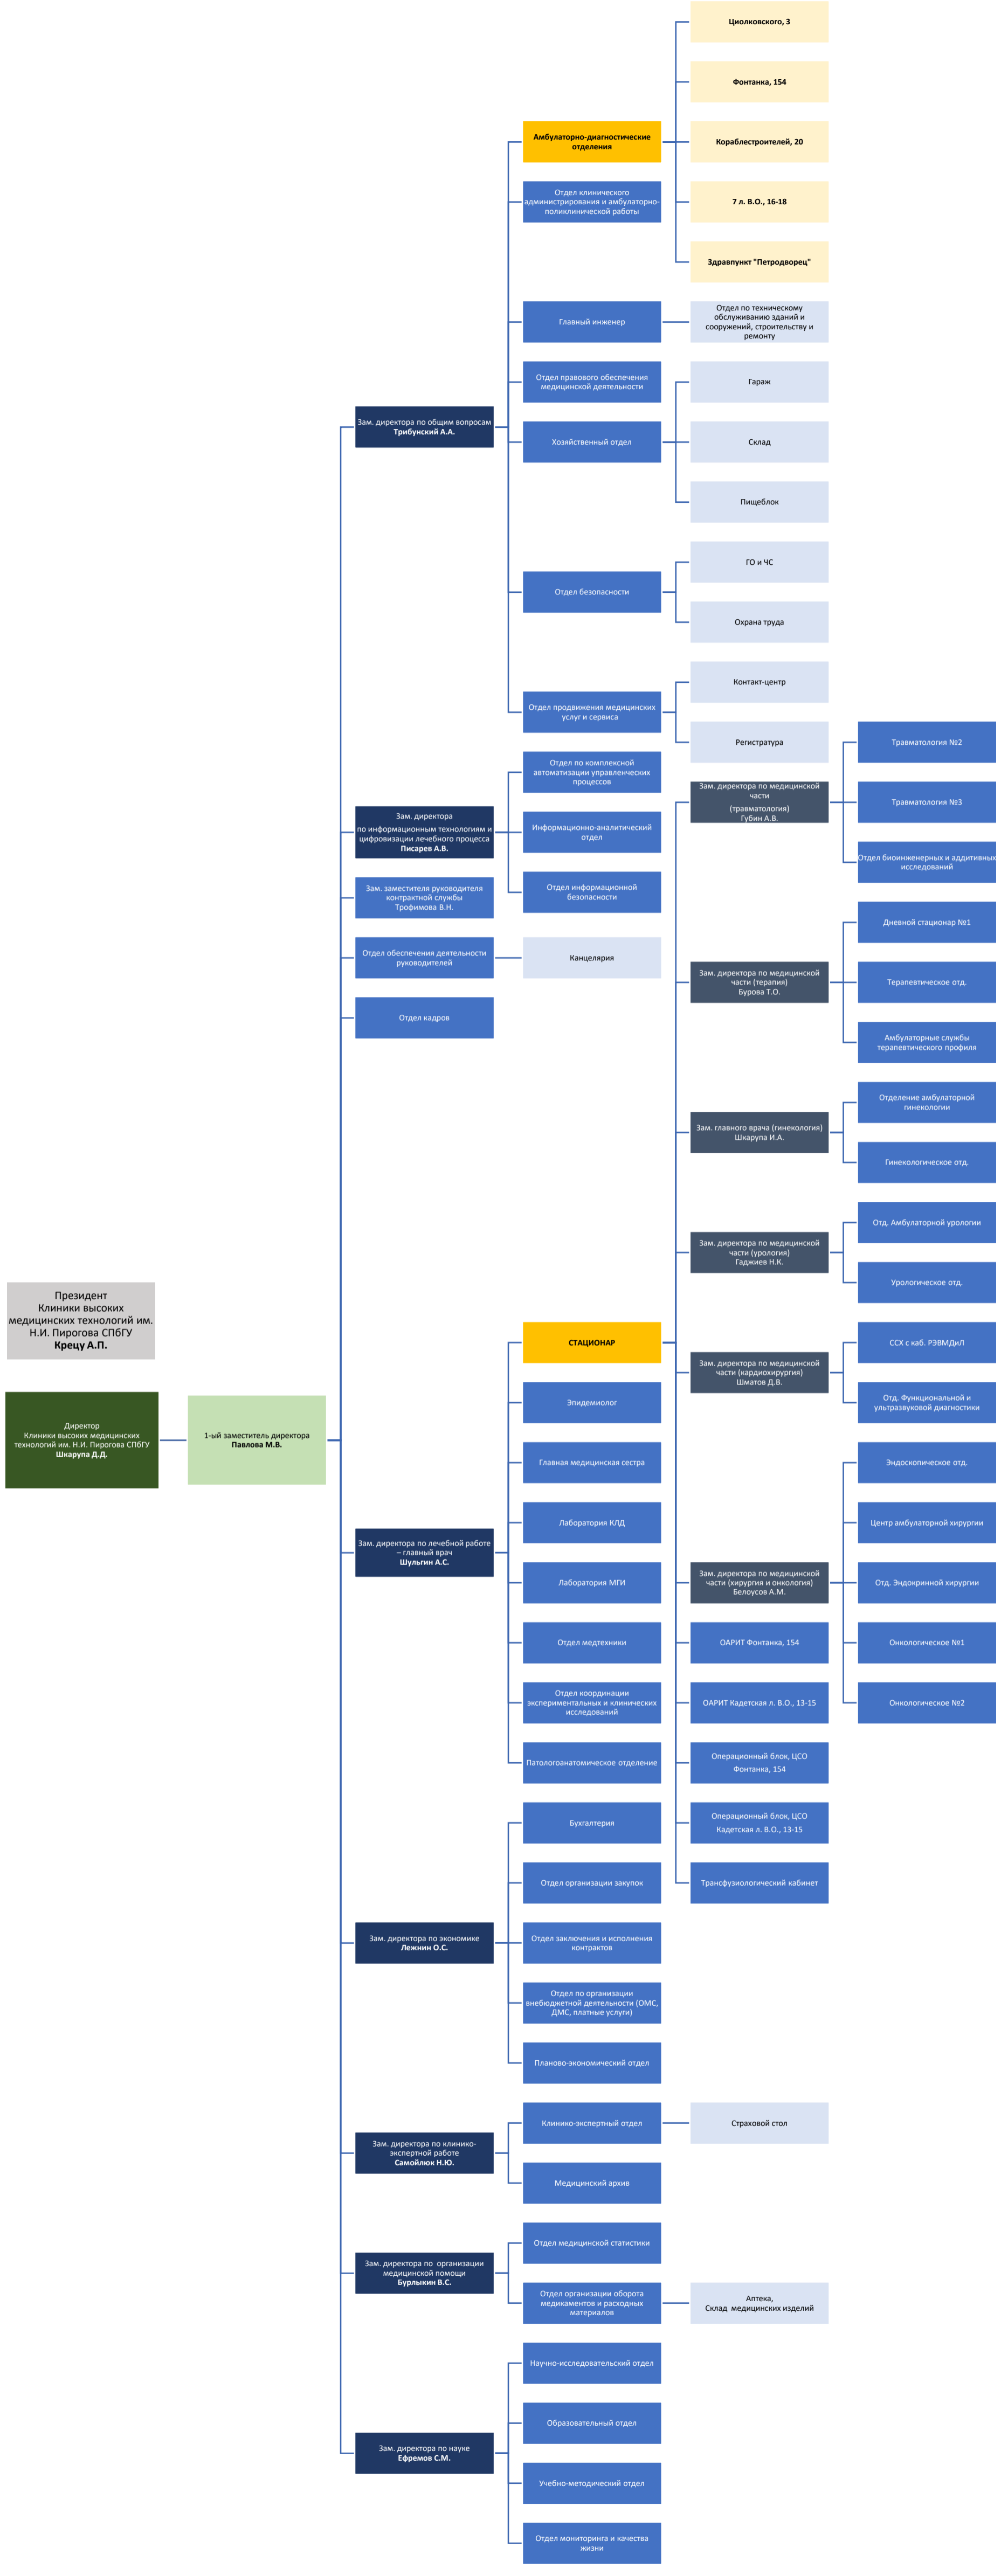 Президент
Клиники высоких
медицинских технологий им.
Н.И. Пирогова СПбГУ
Крецу А.П.
Директор
Клиники высоких медицинских
технологий им. Н.И. Пирогова СПбГУ
Шкарупа Д.Д.
1-ый заместитель директора
Павлова М.В.
Зам. директора по общим вопросам
Трибунский А.А.
Амбулаторно-диагностические
отделения
Циолковского, 3
Фонтанка, 154
Кораблестроителей, 20
7 л. В.О., 16-18
Здравпункт "Петродворец"
Отдел клинического
администрирования и амбулаторно-
поликлинической работы
Главный инженер
Отдел по техническому
обслуживанию зданий и
сооружений, строительству и
ремонту
Отдел правового обеспечения
медицинской деятельности
Хозяйственный отдел
Гараж
Склад
Пищеблок
Отдел безопасности
ГО и ЧС
Охрана труда
Отдел продвижения медицинских
услуг и сервиса
Контакт-центр
Регистратура
Зам. директора
по информационным технологиям и
цифровизации лечебного процесса
Писарев А.В.
Отдел по комплексной
автоматизации управленческих
процессов
Информационно-аналитический
отдел
Отдел информационной
безопасности
Зам. заместителя руководителя
контрактной службы
Трофимова В.Н.
Отдел обеспечения деятельности
руководителей
Канцелярия
Отдел кадров
Зам. директора по лечебной работе
– главный врач
Шульгин А.С.
СТАЦИОНАР
Зам. директора по медицинской
части
(травматология)
Губин А.В.
Травматология №2
Травматология №3
Отдел биоинженерных и аддитивных
исследований
Зам. директора по медицинской
части (терапия)
Бурова Т.О.
Дневной стационар №1
Терапевтическое отд.
Амбулаторные службы
терапевтического профиля
Зам. главного врача (гинекология)
Шкарупа И.А.
Отделение амбулаторной
гинекологии
Гинекологическое отд.
Зам. директора по медицинской
части (урология)
Гаджиев Н.К.
Отд. Амбулаторной урологии
Урологическое отд.
Зам. директора по медицинской
части (кардиохирургия)
Шматов Д.В.
ССХ с каб. РЭВМДиЛ
Отд. Функциональной и
ультразвуковой диагностики
Зам. директора по медицинской
части (хирургия и онкология)
Белоусов А.М.
Эндоскопическое отд.
Центр амбулаторной хирургии
Отд. Эндокринной хирургии
Онкологическое №1
Онкологическое №2
ОАРИТ Фонтанка, 154
ОАРИТ Кадетская л. В.О., 13-15
Операционный блок, ЦСО
Фонтанка, 154
Операционный блок, ЦСО
Кадетская л. В.О., 13-15
Трансфузиологический кабинет
Эпидемиолог
Главная медицинская сестра
Лаборатория КЛД
Лаборатория МГИ
Отдел медтехники
Отдел координации
экспериментальных и клинических
исследований
Патологоанатомическое отделение
Зам. директора по экономике
Лежнин О.С.
Бухгалтерия
Отдел организации закупок
Отдел заключения и исполнения
контрактов
Отдел по организации
внебюджетной деятельности (ОМС,
ДМС, платные услуги)
Планово-экономический отдел
Зам. директора по клинико-
экспертной работе
Самойлюк Н.Ю.
Клинико-экспертный отдел
Страховой стол
Медицинский архив
Зам. директора по организации
медицинской помощи
Бурлыкин В.С.
Отдел медицинской статистики
Отдел организации оборота
медикаментов и расходных
материалов
Аптека,
Склад медицинских изделий
Зам. директора по науке
Ефремов С.М.
Научно-исследовательский отдел
Образовательный отдел
Учебно-методический отдел
Отдел мониторинга и качества
жизни